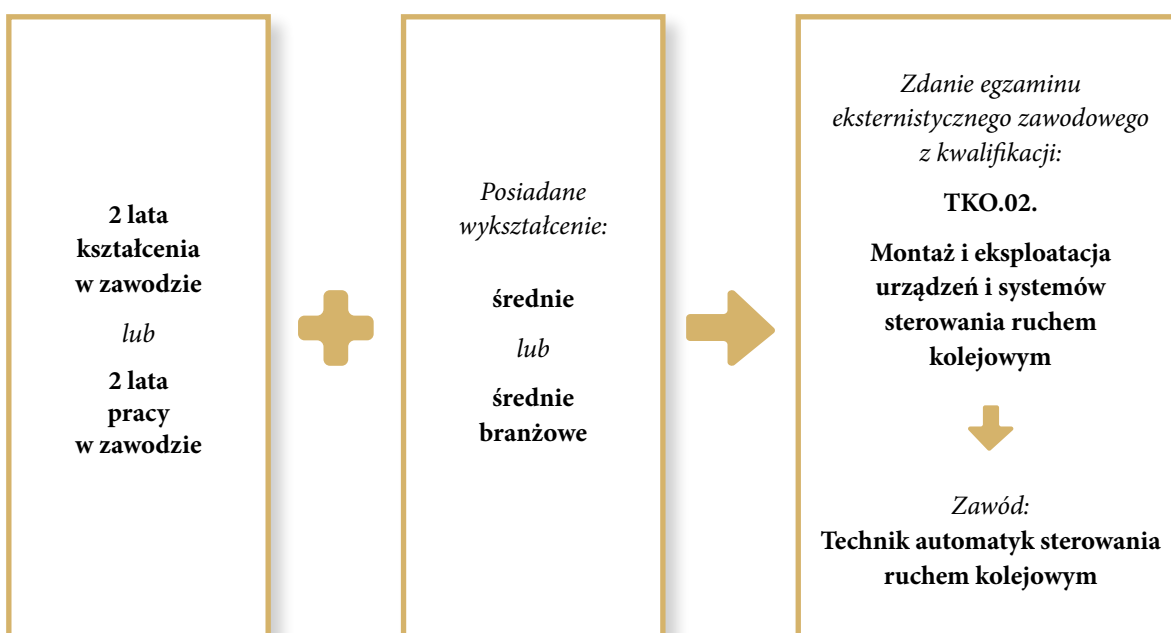 2 lata
kształcenia
w zawodzie
lub
2 lata
pracy
w zawodzie
Posiadane
wykształcenie:
średnie
lub
średnie
branżowe
Zdanie egzaminu
eksternistycznego zawodowego
z kwalifikacji:
TKO.02.
Montaż i eksploatacja
urządzeń i systemów
sterowania ruchem
kolejowym
Zawód:
Technik automatyk sterowania
ruchem kolejowym